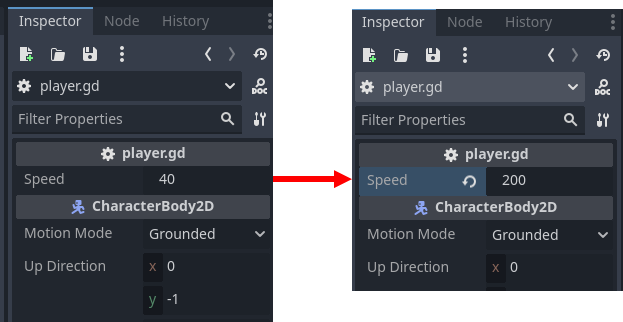 Inspector Node History
player.gd
DOC
Filter Properties
player.gd
Speed 40
CharacterBody2D
Motion Mode Grounded
Up Direction x 0
y -1
Inspector Node History
player.gd
DOC
Filter Properties
player.gd
Speed 200
CharacterBody2D
Motion Mode Grounded
Up Direction x 0